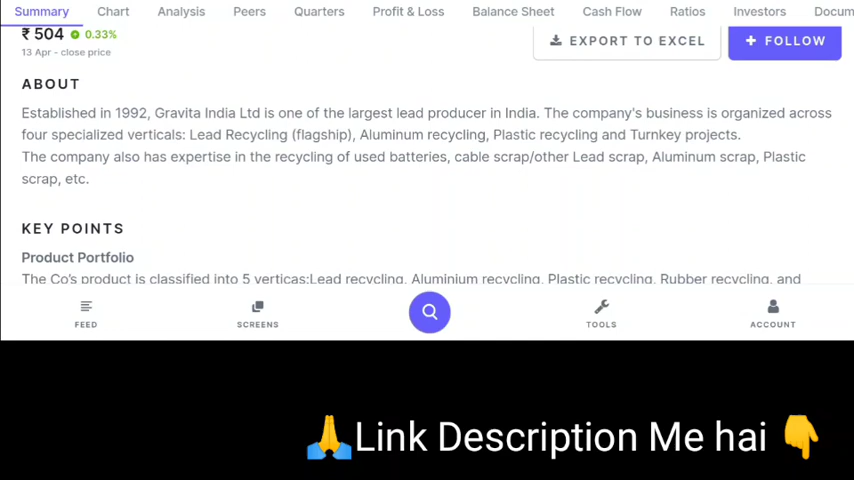 Summary Chart Analysis Peers Quarters Profit & Loss Balance Sheet Cash Flow Ratios Investors Docum
₹ 504 0.33%
13 Apr - close price
EXPORT TO EXCEL
+ FOLLOW
ABOUT
Established in 1992, Gravita India Ltd is one of the largest lead producer in India. The company's business is organized across
four specialized verticals: Lead Recycling (flagship), Aluminum recycling, Plastic recycling and Turnkey projects.
The company also has expertise in the recycling of used batteries, cable scrap/other Lead scrap, Aluminum scrap, Plastic
scrap, etc.
KEY POINTS
Product Portfolio
The Co's product is classified into 5 verticas:Lead recycling, Aluminium recycling, Plastic recycling, Rubber recycling, and
FEED SCREENS TOOLS ACCOUNT
🙏Link Description Me hai 👇